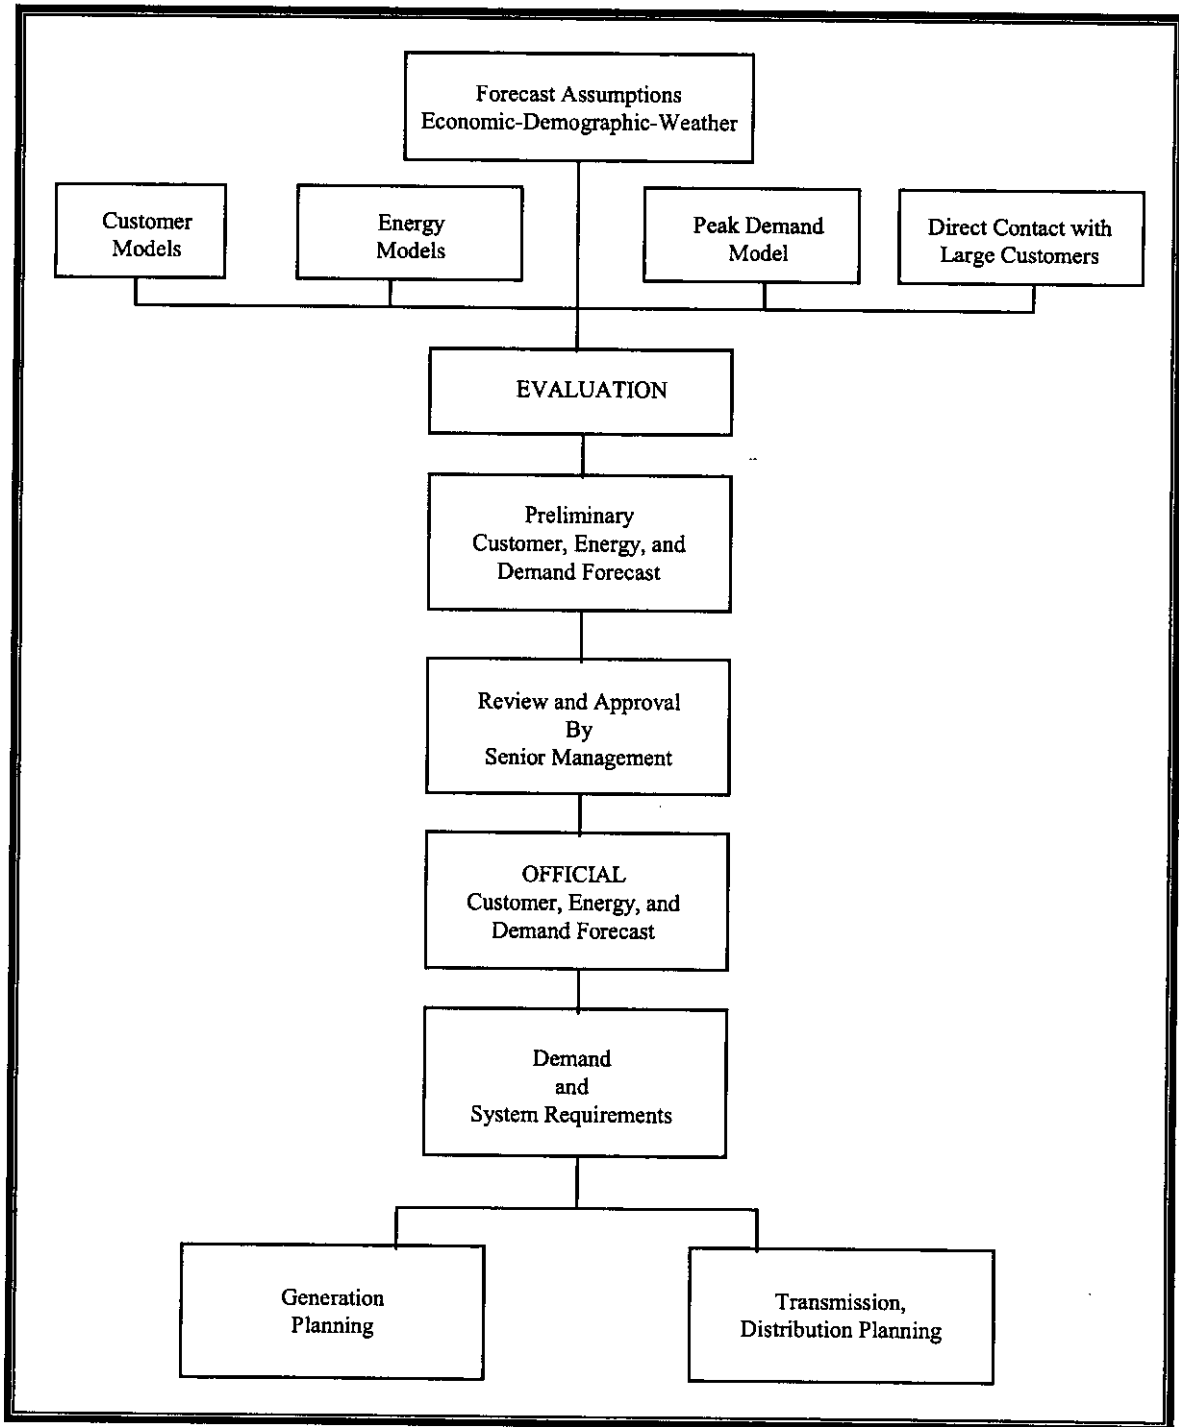 Forecast Assumptions
Economic-Demographic-Weather
Customer
Models
Energy
Models
Peak Demand
Model
Direct Contact with
Large Customers
EVALUATION
Preliminary
Customer, Energy, and
Demand Forecast
Review and Approval
By
Senior Management
OFFICIAL
Customer, Energy, and
Demand Forecast
Demand
and
System Requirements
Generation
Planning
Transmission,
Distribution Planning